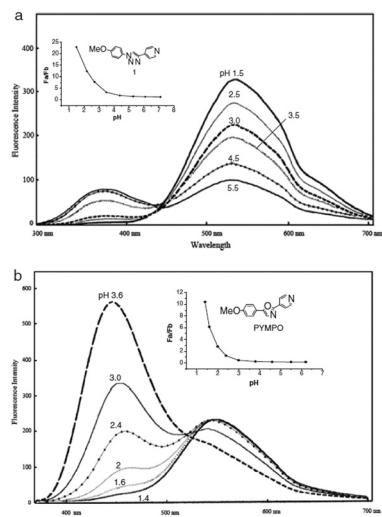 a
400
300
200
100
0
Fluorescence Intensity
300 nm
400 nm
500 nm
600 nm
700 nm
Wavelength
pH 1.5
2.5
3.0
3.5
4.5
5.5
25
20
15
10
5
0
Fa/Fb
1 2 3 4 5 6 7 8
pH
MeO
N
N=N
N
1
b
600
500
400
300
200
100
0
Fluorescence Intensity
400 nm
500 nm
600 nm
700 nm
pH 3.6
3.0
2.4
2
1.6
1.4
12
10
8
6
4
2
0
Fa/Fb
1 2 3 4 5 6 7
pH
MeO
O
N
N
PYMPO